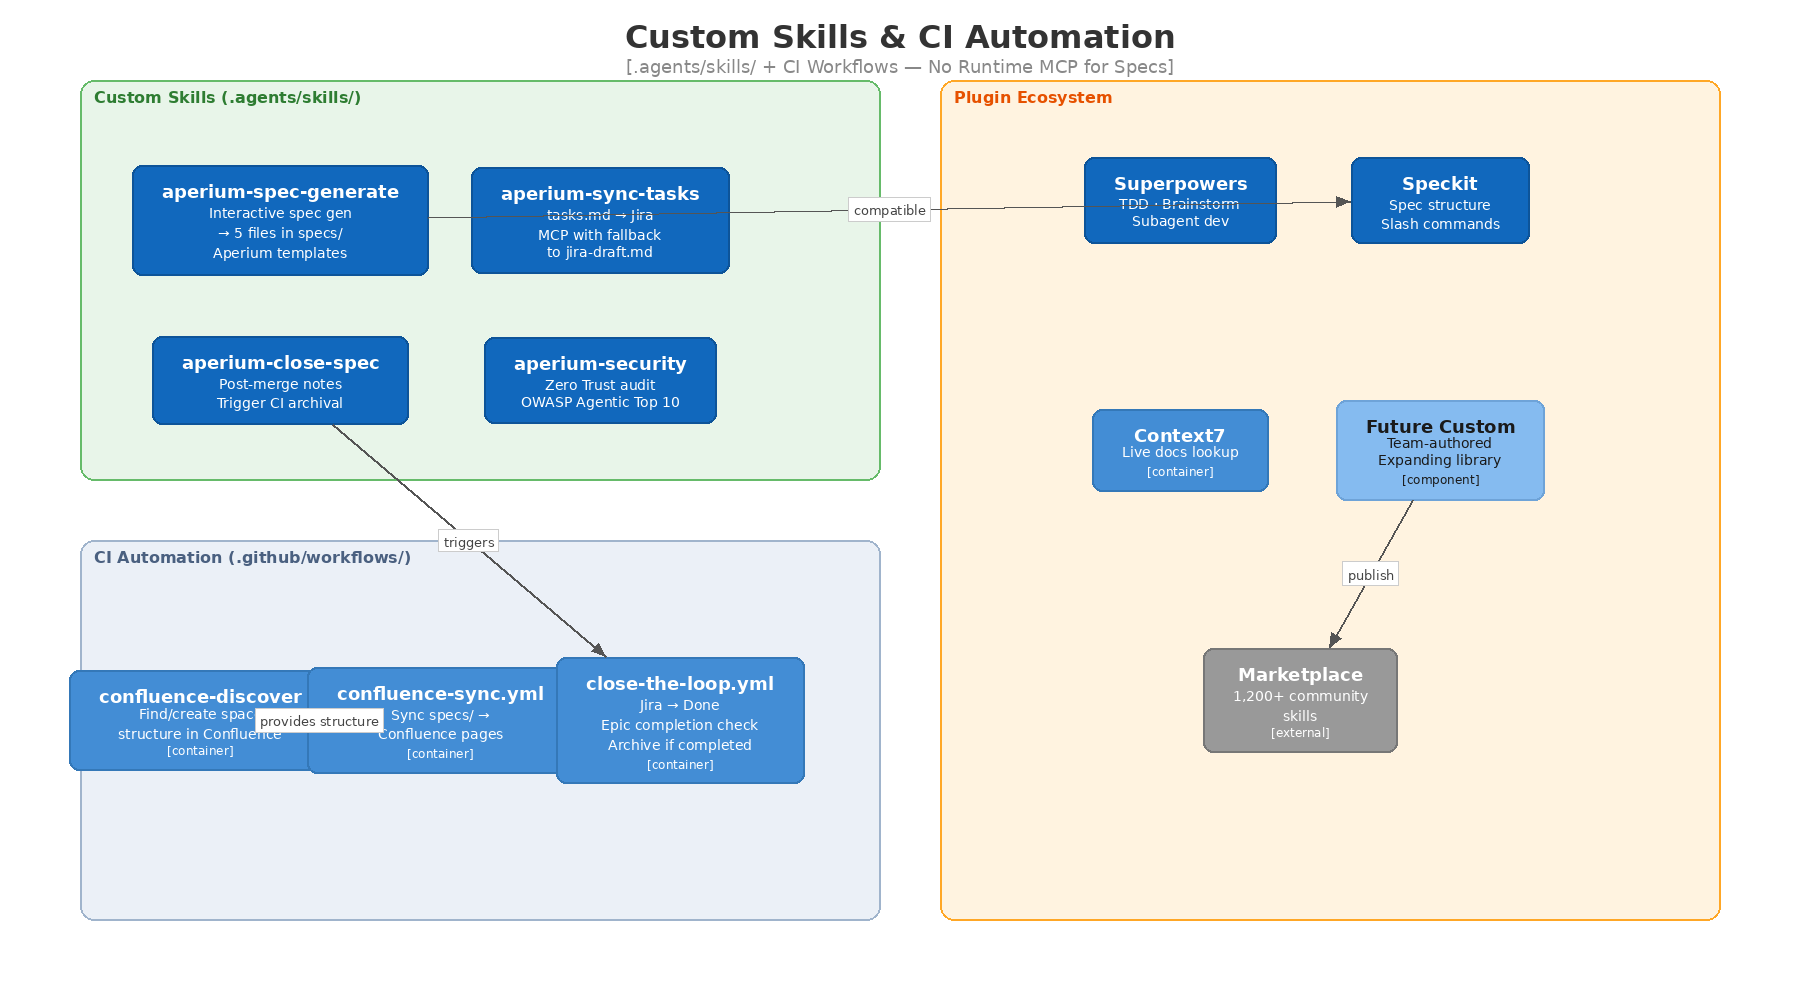 Custom Skills & CI Automation
[.agents/skills/ + CI Workflows — No Runtime MCP for Specs]
Custom Skills (.agents/skills/)
aperium-spec-generate
Interactive spec gen
→ 5 files in specs/
Aperium templates
aperium-sync-tasks
tasks.md → Jira
MCP with fallback
to jira-draft.md
aperium-close-spec
Post-merge notes
Trigger CI archival
aperium-security
Zero Trust audit
OWASP Agentic Top 10
compatible
triggers
CI Automation (.github/workflows/)
confluence-discover
Find/create spac
structure in Confluence
[container]
provides structure
confluence-sync.yml
Sync specs/ →
Confluence pages
[container]
close-the-loop.yml
Jira → Done
Epic completion check
Archive if completed
[container]
Plugin Ecosystem
Superpowers
TDD · Brainstorm
Subagent dev
Speckit
Spec structure
Slash commands
Context7
Live docs lookup
[container]
Future Custom
Team-authored
Expanding library
[component]
publish
Marketplace
1,200+ community
skills
[external]